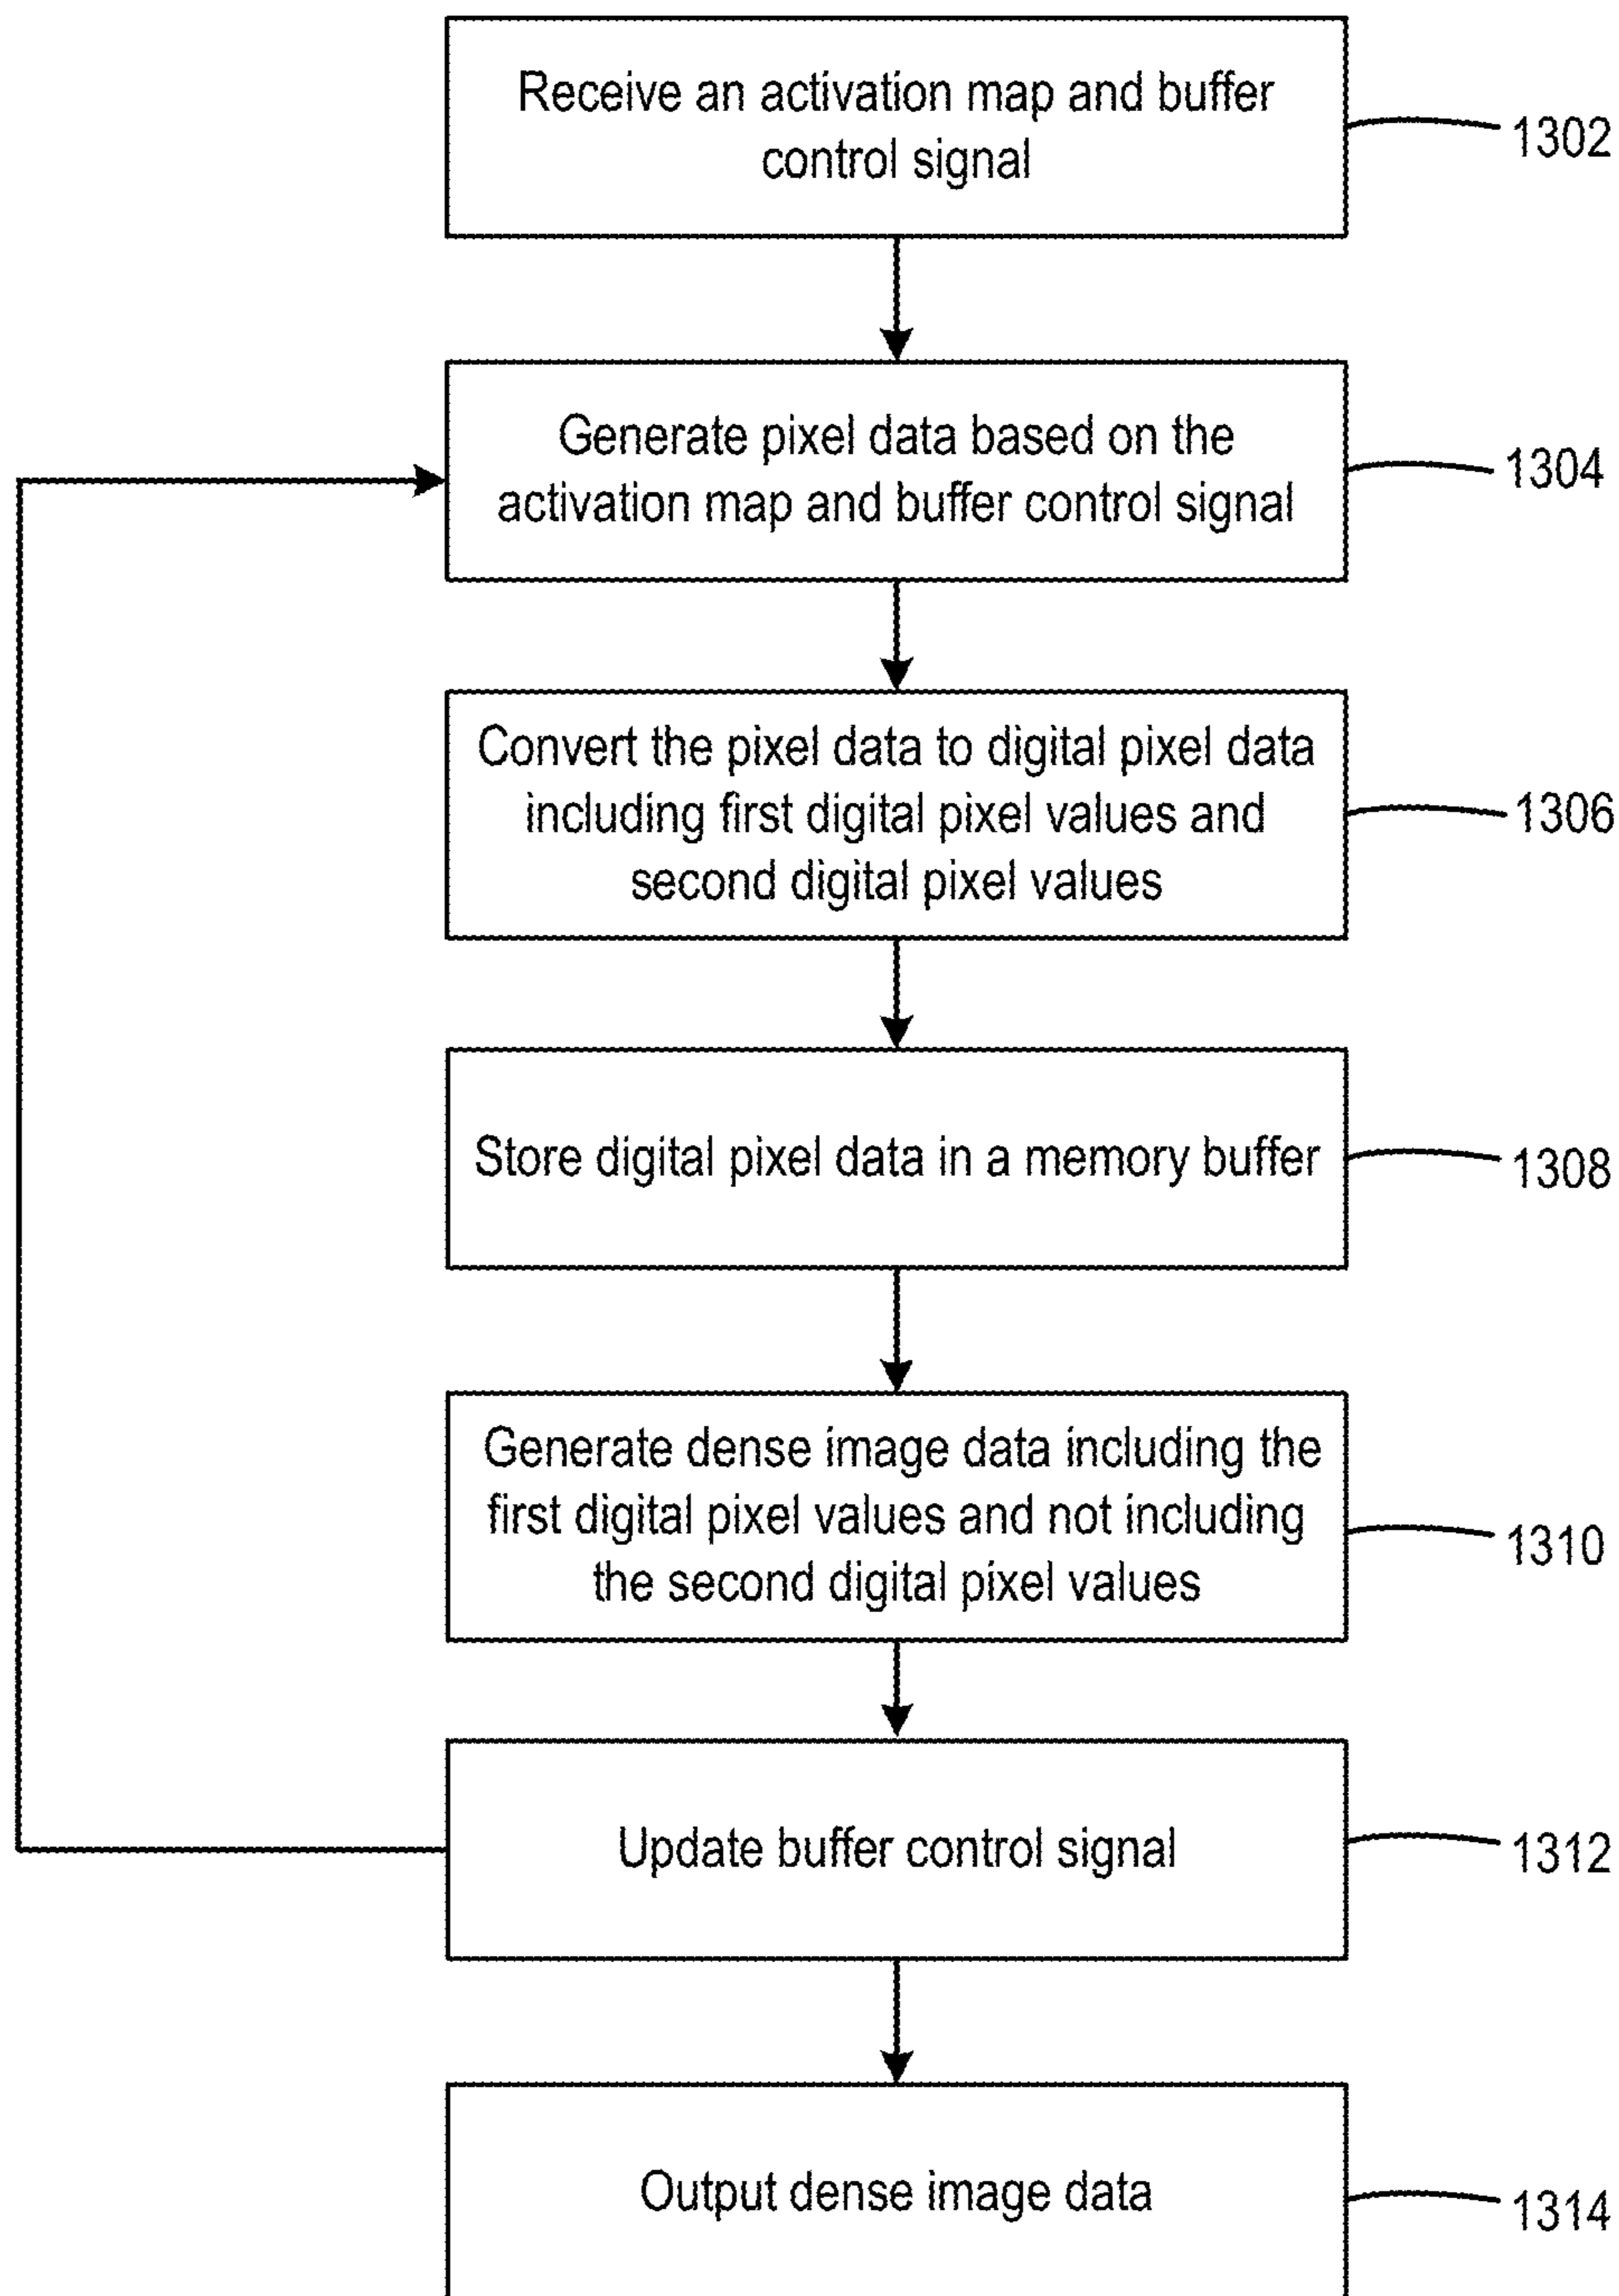 Receive an activation map and buffer
control signal
1302
Generate pixel data based on the
activation map and buffer control signal
1304
Convert the pixel data to digital pixel data
including first digital pixel values and
second digital pixel values
1306
Store digital pixel data in a memory buffer
1308
Generate dense image data including the
first digital pixel values and not including
the second digital pixel values
1310
Update buffer control signal
1312
Output dense image data
1314